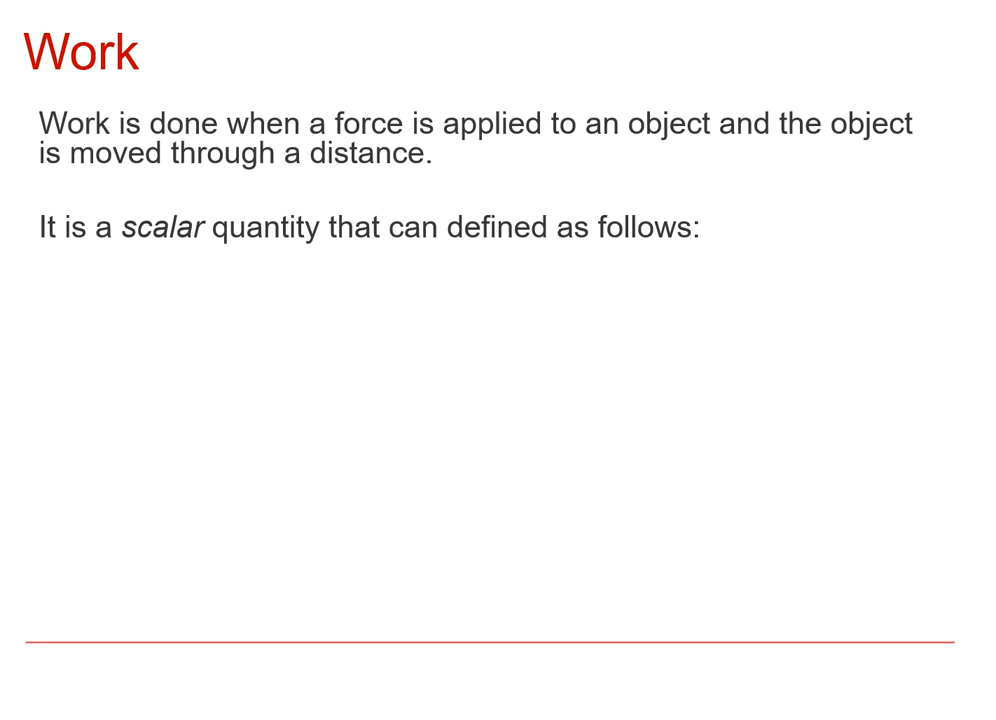 Work
Work is done when a force is applied to an object and the object
is moved through a distance.
It is a scalar quantity that can defined as follows: